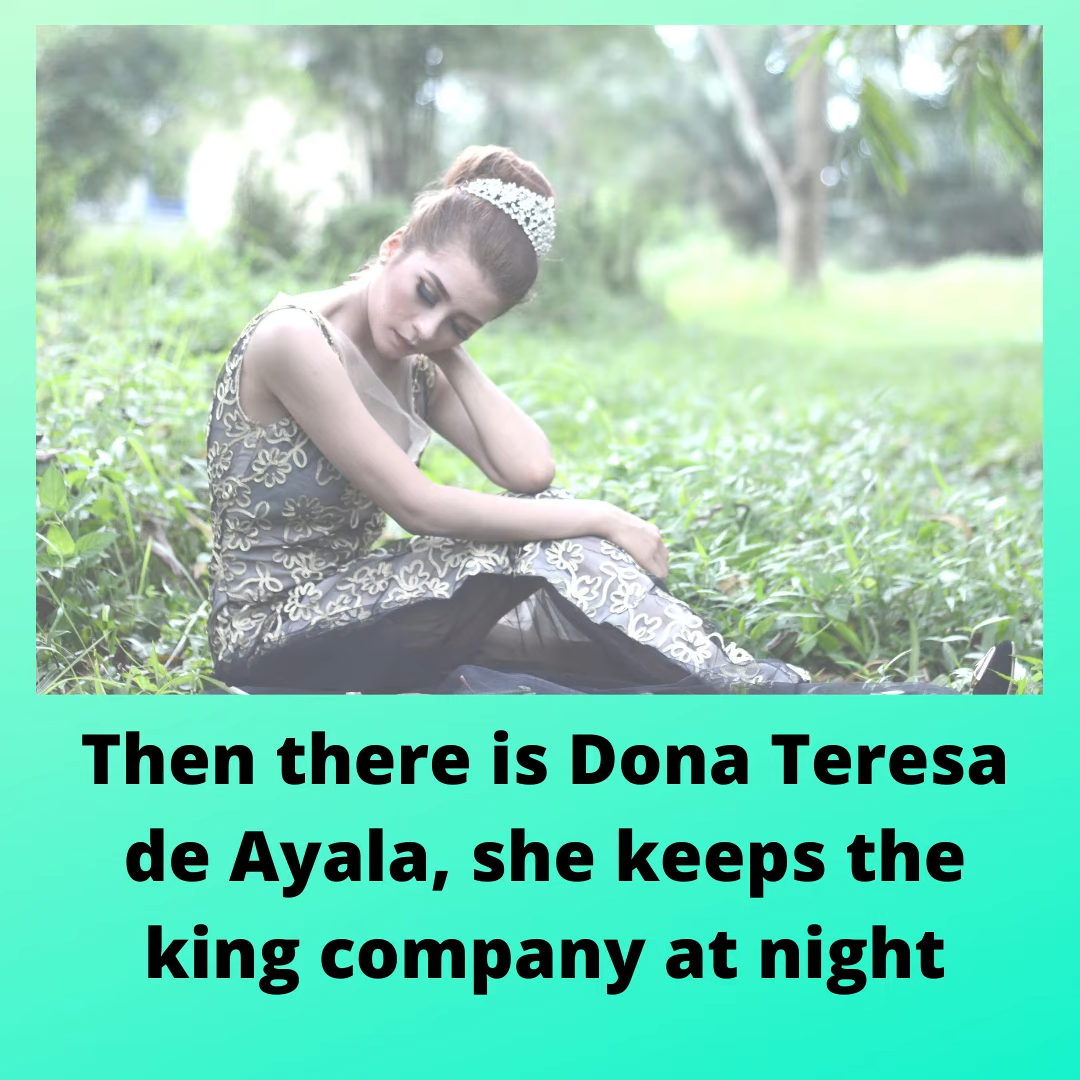 Then there is Dona Teresa
de Ayala, she keeps the
king company at night